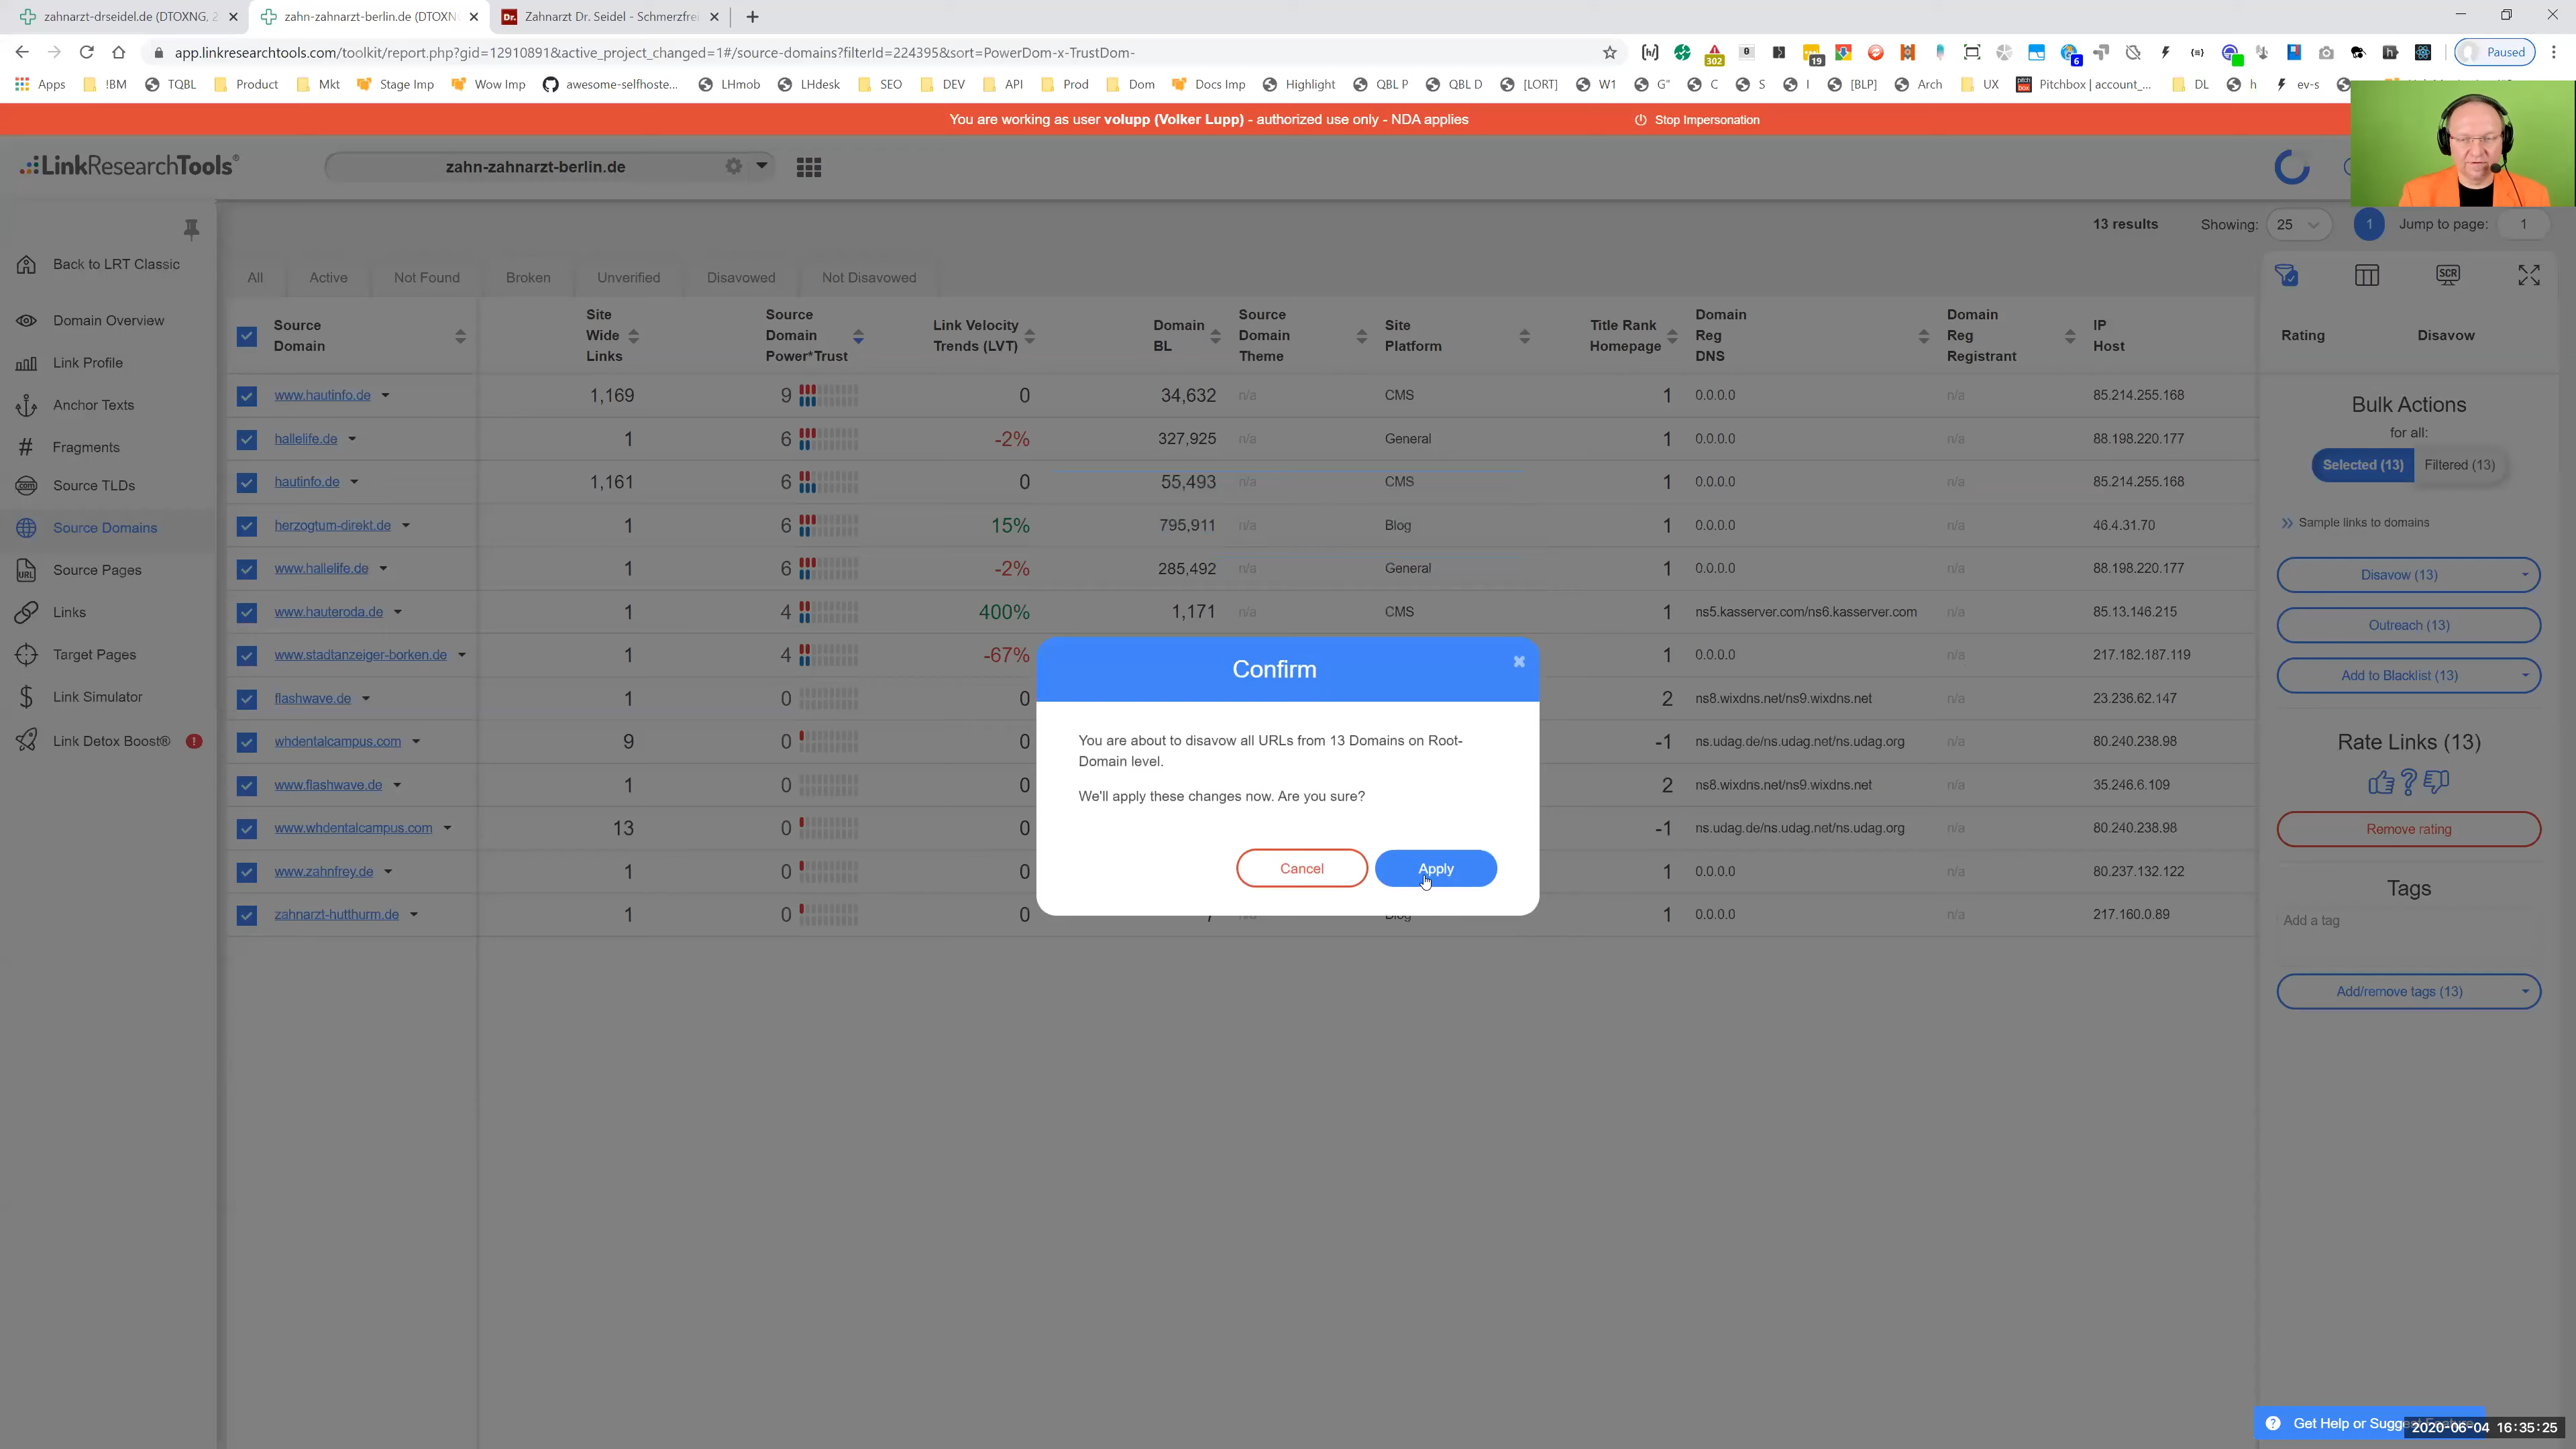 zahnarzt-drseidel.de (DTOXNG, 2
zahn-zahnarzt-berlin.de (DTOXN
Dr. Zahnarzt Dr. Seidel - Schmerzfrei
app.linkresearchtools.com/toolkit/report.php?gid=12910891&active_project_changed=1#/source-domains?filterId=224395&sort=PowerDom-x-TrustDom-
302 19 6 Paused
Apps !BM TQBL Product Mkt Stage Imp Wow Imp awesome-selfhoste... LHmob LHdesk SEO DEV API Prod Dom Docs Imp Highlight QBL P QBL D [LORT] W1 G" C S I [BLP] Arch UX Pitchbox | account_... DL h ev-s
You are working as user volupp (Volker Lupp) - authorized use only - NDA applies Stop Impersonation
LinkResearchTools® zahn-zahnarzt-berlin.de
13 results Showing: 25 1 Jump to page: 1
Back to LRT Classic
Domain Overview
Link Profile
Anchor Texts
Fragments
Source TLDs
Source Domains
Source Pages
Links
Target Pages
Link Simulator
Link Detox Boost® !
All Active Not Found Broken Unverified Disavowed Not Disavowed
Source Domain
Site Wide Links
Source Domain Power*Trust
Link Velocity Trends (LVT)
Domain BL
Source Domain Theme
Site Platform
Title Rank Homepage
Domain Reg DNS
Domain Reg Registrant
IP Host
www.hautinfo.de 1,169 9 0 34,632 n/a CMS 1 0.0.0.0 n/a 85.214.255.168
hallelife.de 1 6 -2% 327,925 n/a General 1 0.0.0.0 n/a 88.198.220.177
hautinfo.de 1,161 6 0 55,493 n/a CMS 1 0.0.0.0 n/a 85.214.255.168
herzogtum-direkt.de 1 6 15% 795,911 n/a Blog 1 0.0.0.0 n/a 46.4.31.70
www.hallelife.de 1 6 -2% 285,492 n/a General 1 0.0.0.0 n/a 88.198.220.177
www.hauteroda.de 1 4 400% 1,171 n/a CMS 1 ns5.kasserver.com/ns6.kasserver.com n/a 85.13.146.215
www.stadtanzeiger-borken.de 1 4 -67% 1 0.0.0.0 n/a 217.182.187.119
flashwave.de 1 0 0 2 ns8.wixdns.net/ns9.wixdns.net n/a 23.236.62.147
whdentalcampus.com 9 0 0 -1 ns.udag.de/ns.udag.net/ns.udag.org n/a 80.240.238.98
www.flashwave.de 1 0 0 2 ns8.wixdns.net/ns9.wixdns.net n/a 35.246.6.109
www.whdentalcampus.com 13 0 0 -1 ns.udag.de/ns.udag.net/ns.udag.org n/a 80.240.238.98
www.zahnfrey.de 1 0 0 1 0.0.0.0 n/a 80.237.132.122
zahnarzt-hutthurm.de 1 0 0 1 0.0.0.0 n/a 217.160.0.89
Confirm
You are about to disavow all URLs from 13 Domains on Root-
Domain level.
We'll apply these changes now. Are you sure?
Cancel Apply
SCR
Rating Disavow
Bulk Actions
for all:
Selected (13) Filtered (13)
Sample links to domains
Disavow (13)
Outreach (13)
Add to Blacklist (13)
Rate Links (13)
Remove rating
Tags
Add a tag
Add/remove tags (13)
Get Help or
2020-06-04 16:35:25